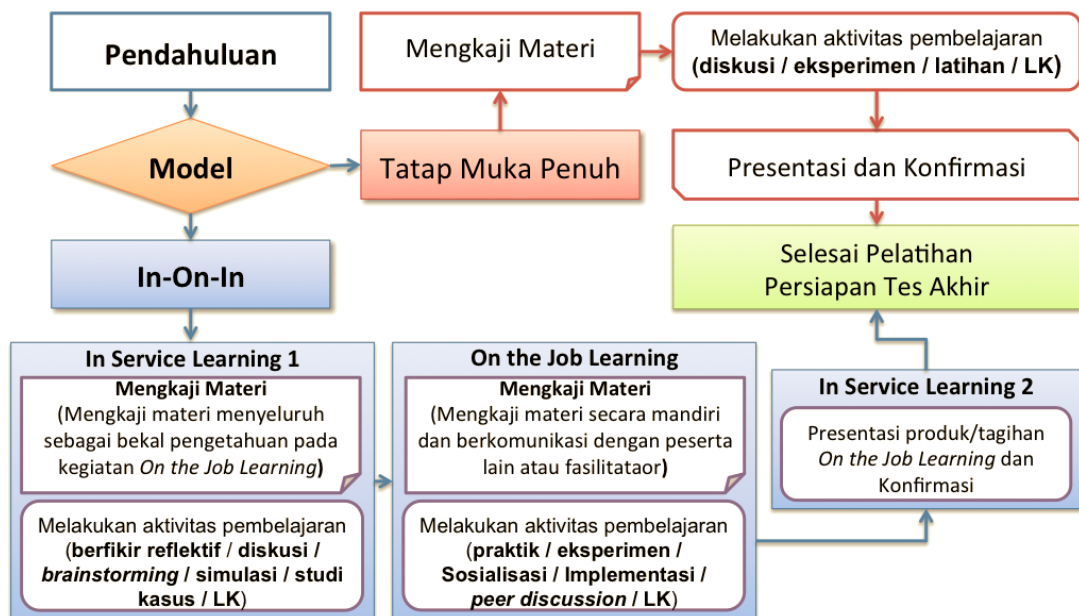 Pendahuluan
Model
Tatap Muka Penuh
Mengkaji Materi
Melakukan aktivitas pembelajaran
(diskusi / eksperimen / latihan / LK)
Presentasi dan Konfirmasi
Selesai Pelatihan
Persiapan Tes Akhir
In-On-In
In Service Learning 1
Mengkaji Materi
(Mengkaji materi menyeluruh
sebagai bekal pengetahuan pada
kegiatan On the Job Learning)
Melakukan aktivitas pembelajaran
(berfikir reflektif / diskusi /
brainstorming / simulasi / studi
kasus / LK)
On the Job Learning
Mengkaji Materi
(Mengkaji materi secara mandiri
dan berkomunikasi dengan peserta
lain atau fasilitataor)
Melakukan aktivitas pembelajaran
(praktik / eksperimen /
Sosialisasi / Implementasi /
peer discussion / LK)
In Service Learning 2
Presentasi produk/tagihan
On the Job Learning dan
Konfirmasi